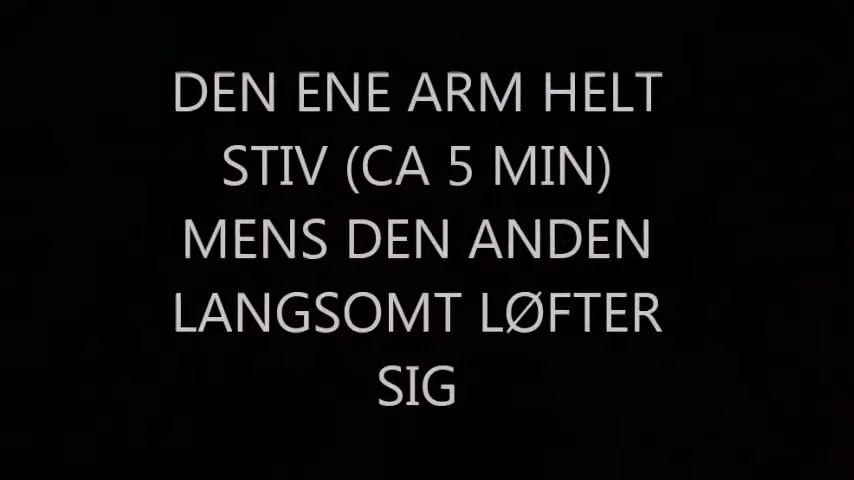 DEN ENE ARM HELT
STIV (CA 5 MIN)
MENS DEN ANDEN
LANGSOMT LØFTER
SIG